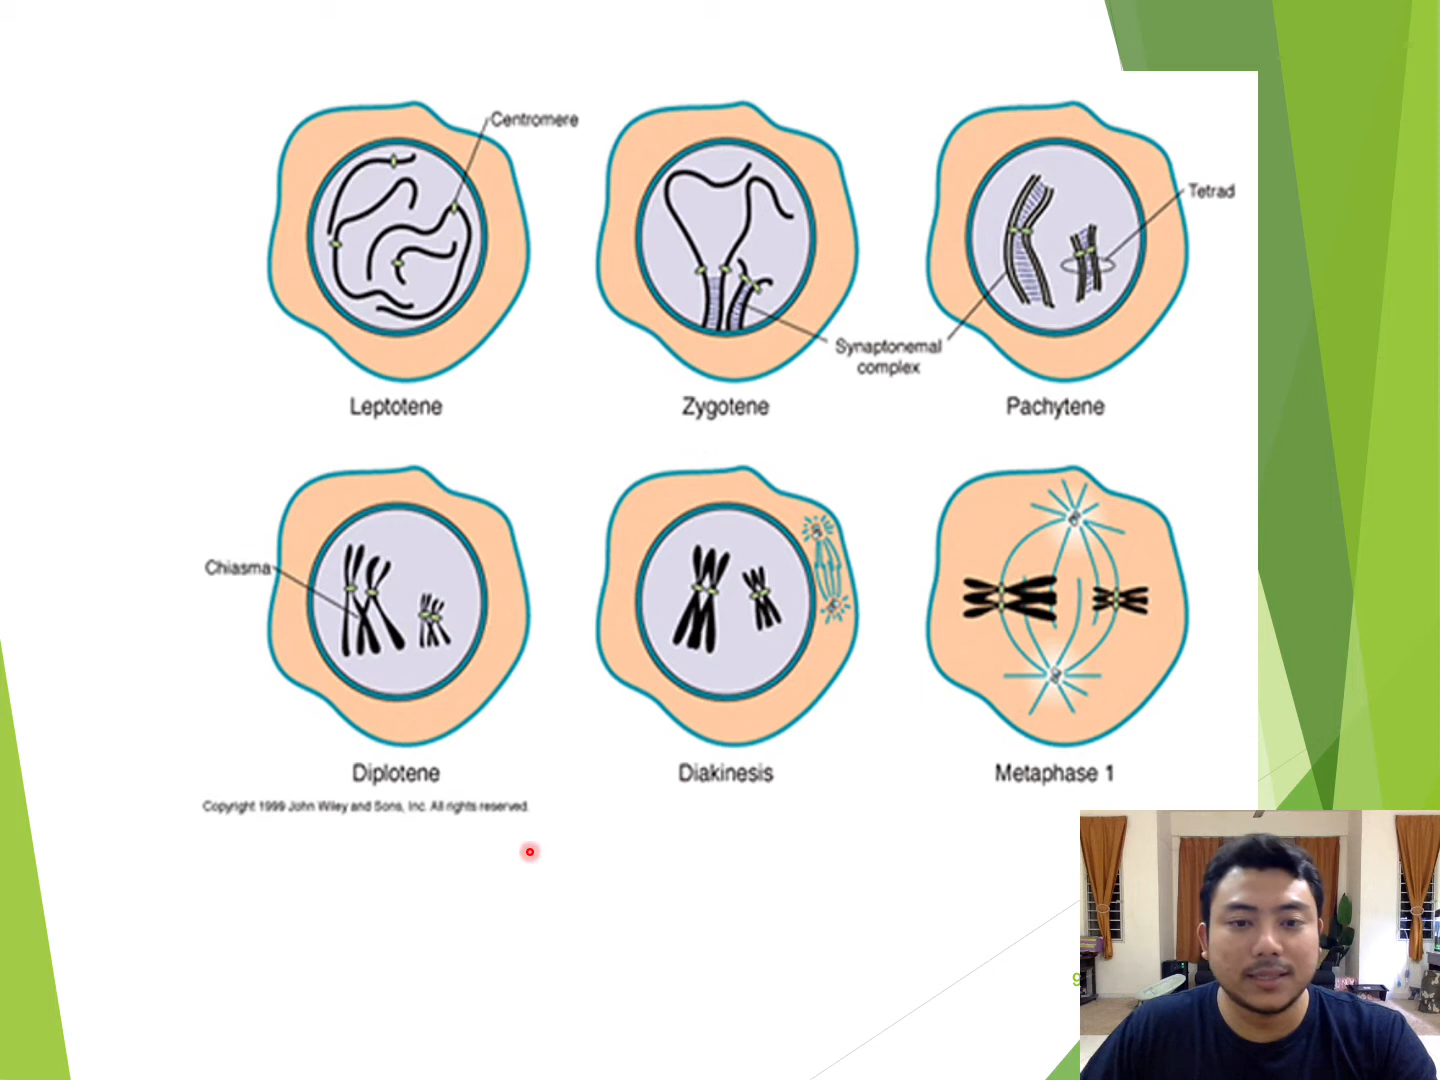 Centromere
Tetrad
Synaptonemal
complex
Leptotene
Zygotene
Pachytene
Chiasma
Diplotene
Diakinesis
Metaphase 1
Copyright 1999 John Wiley and Sons, Inc. All rights reserved.
9